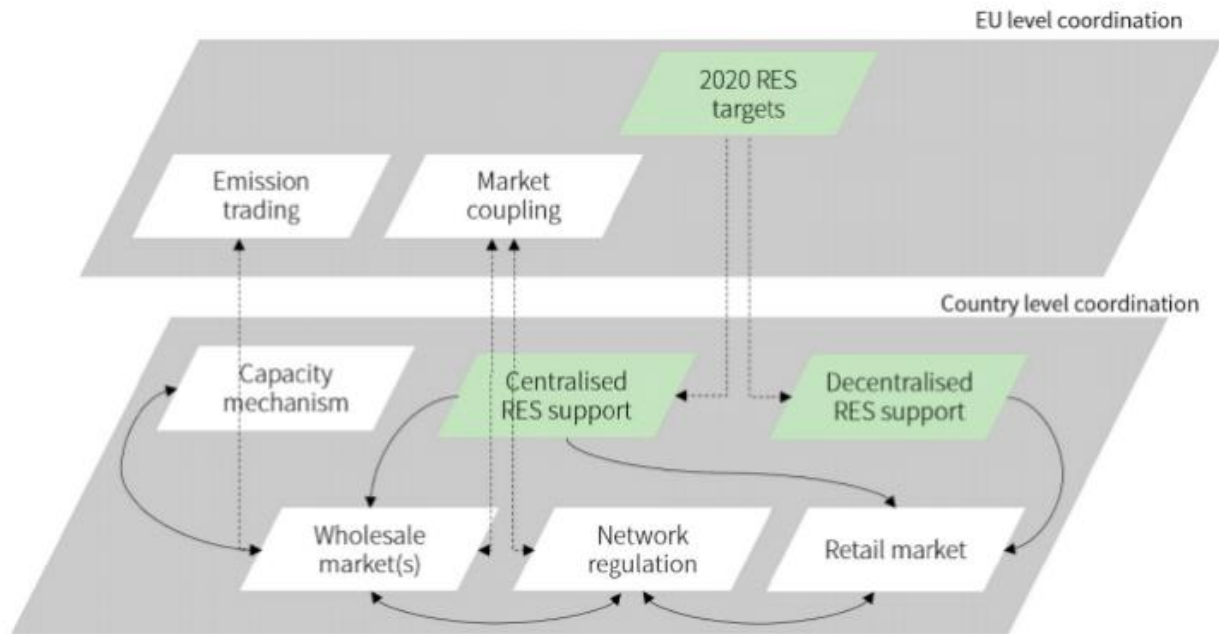 EU level coordination
2020 RES
targets
Emission
trading
Market
coupling
Country level coordination
Capacity
mechanism
Centralised
RES support
Decentralised
RES support
Wholesale
market(s)
Network
regulation
Retail market